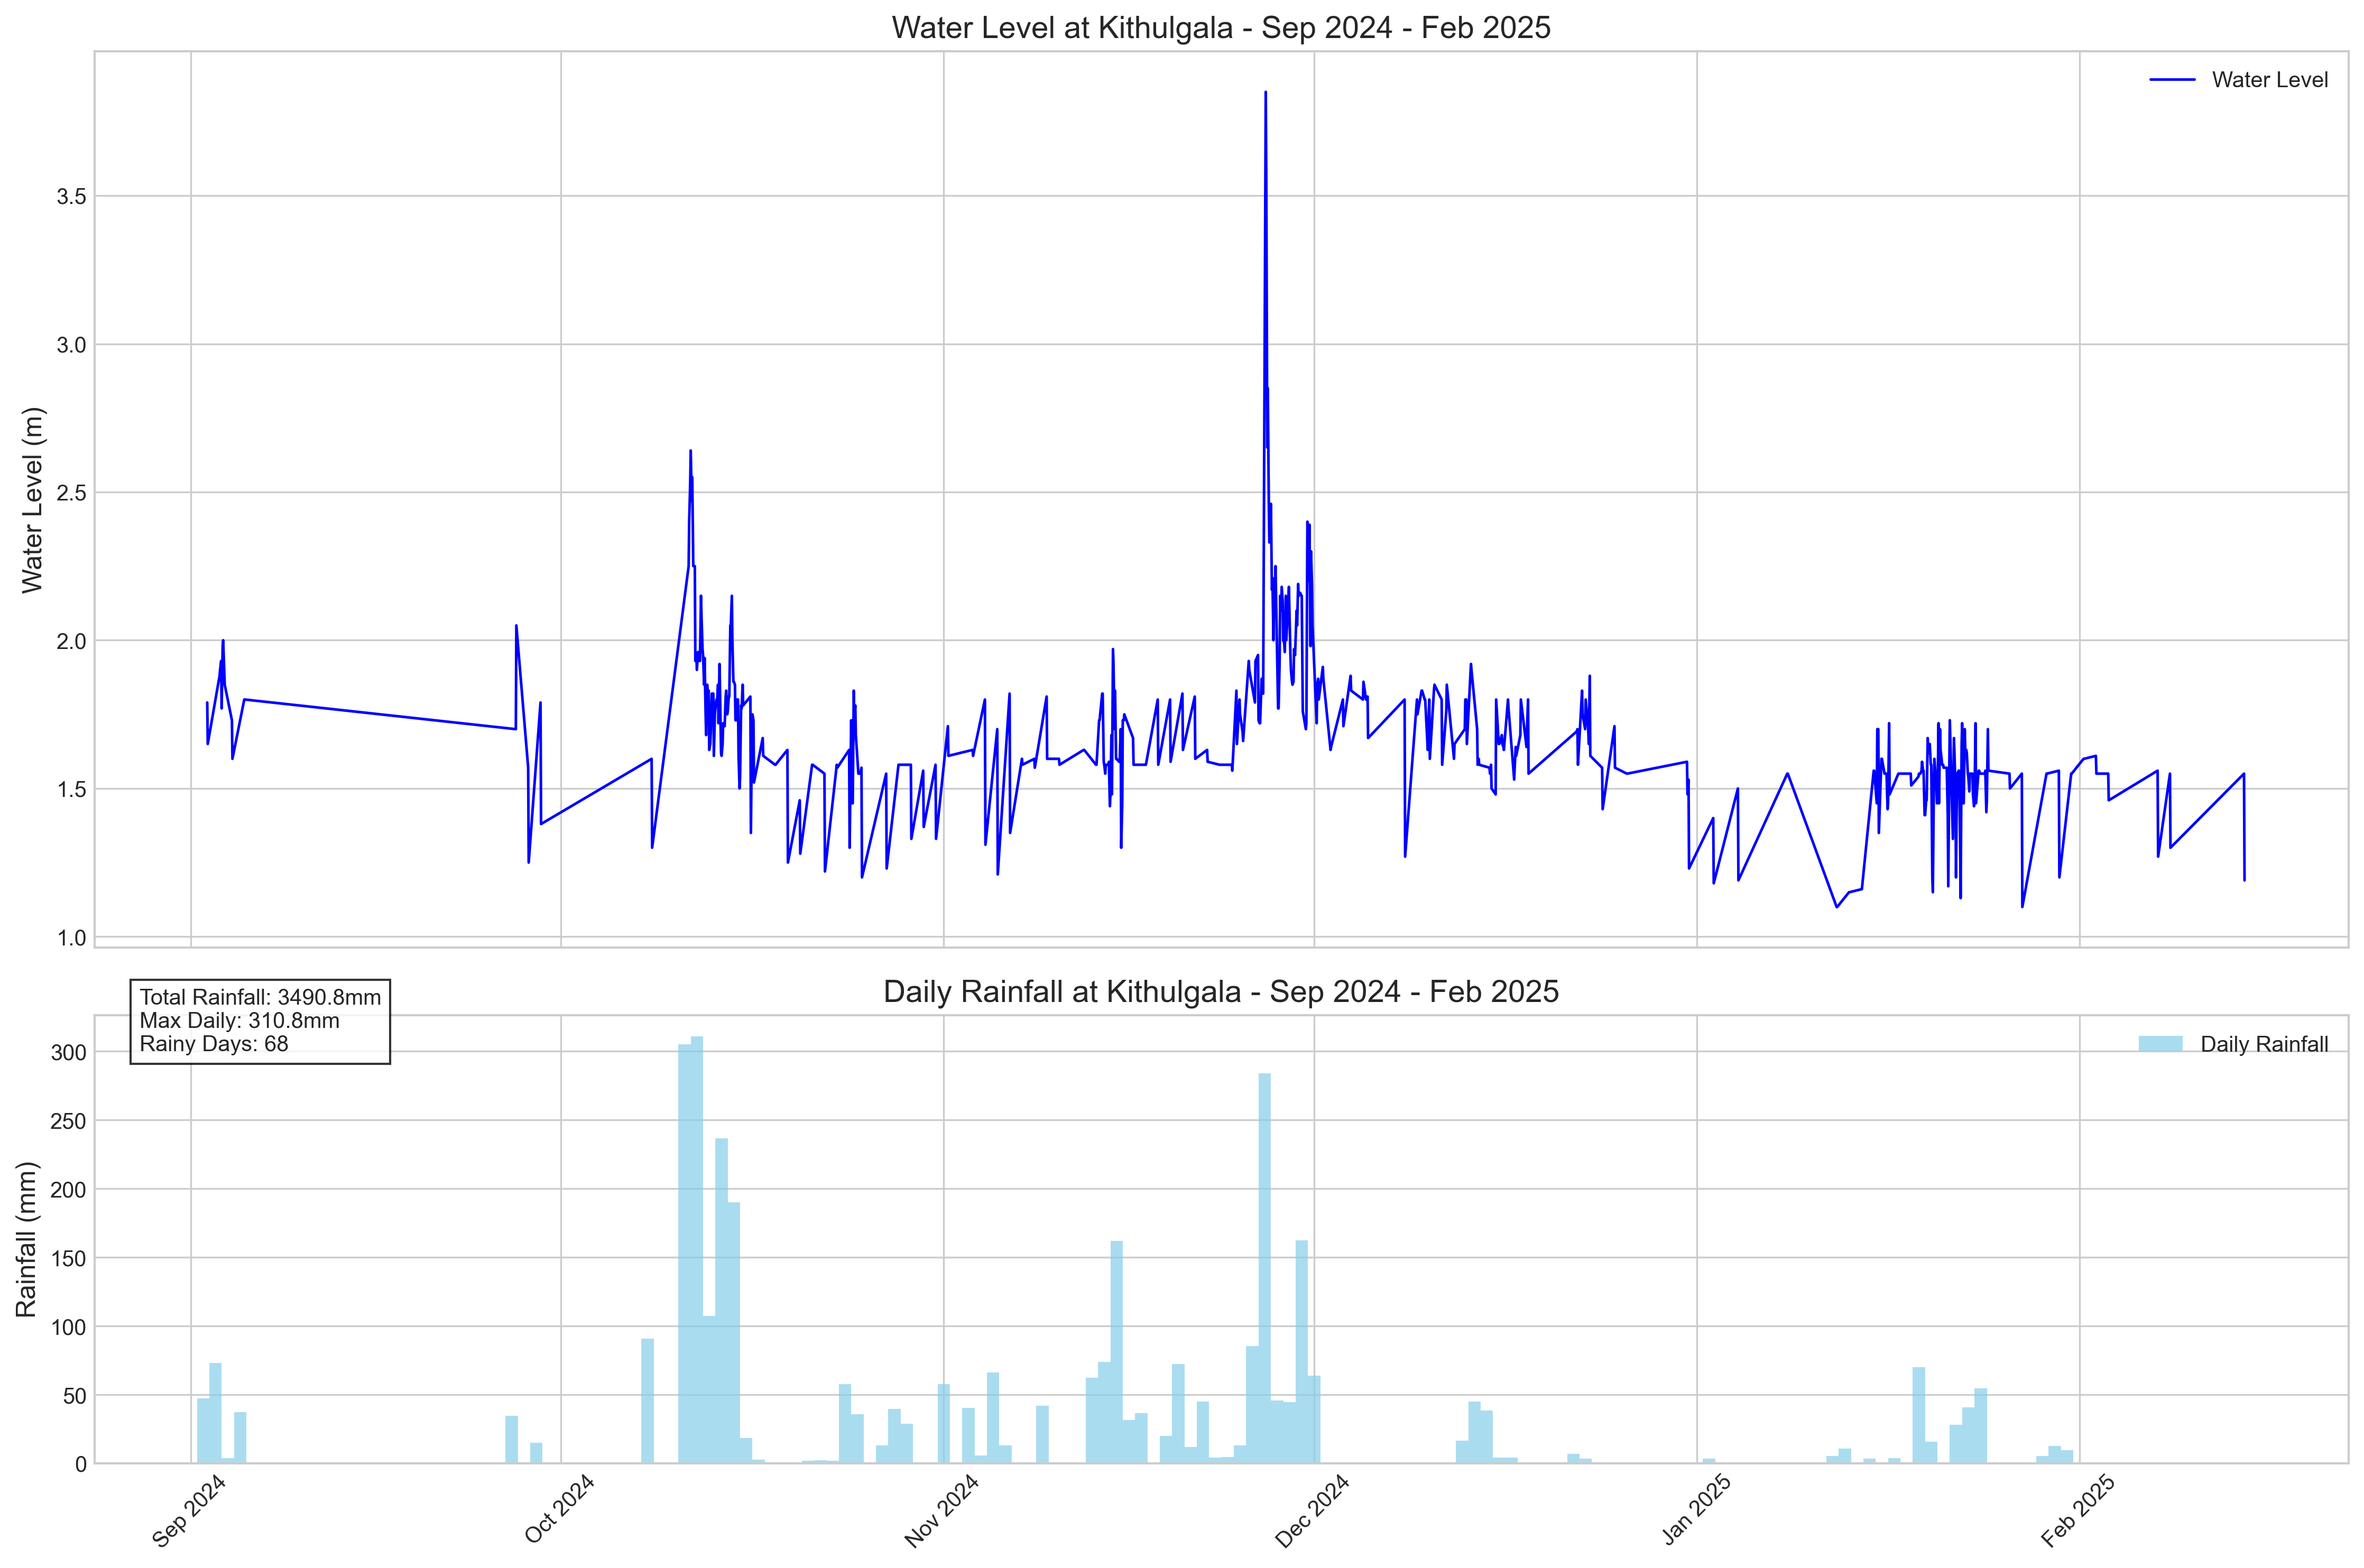 Water Level at Kithulgala - Sep 2024 - Feb 2025
Water Level
Water Level (m)
3.5
3.0
2.5
2.0
1.5
1.0
Total Rainfall: 3490.8mm
Max Daily: 310.8mm
Rainy Days: 68
Daily Rainfall at Kithulgala - Sep 2024 - Feb 2025
Daily Rainfall
Rainfall (mm)
300
250
200
150
100
50
0
Sep 2024
Oct 2024
Nov 2024
Dec 2024
Jan 2025
Feb 2025